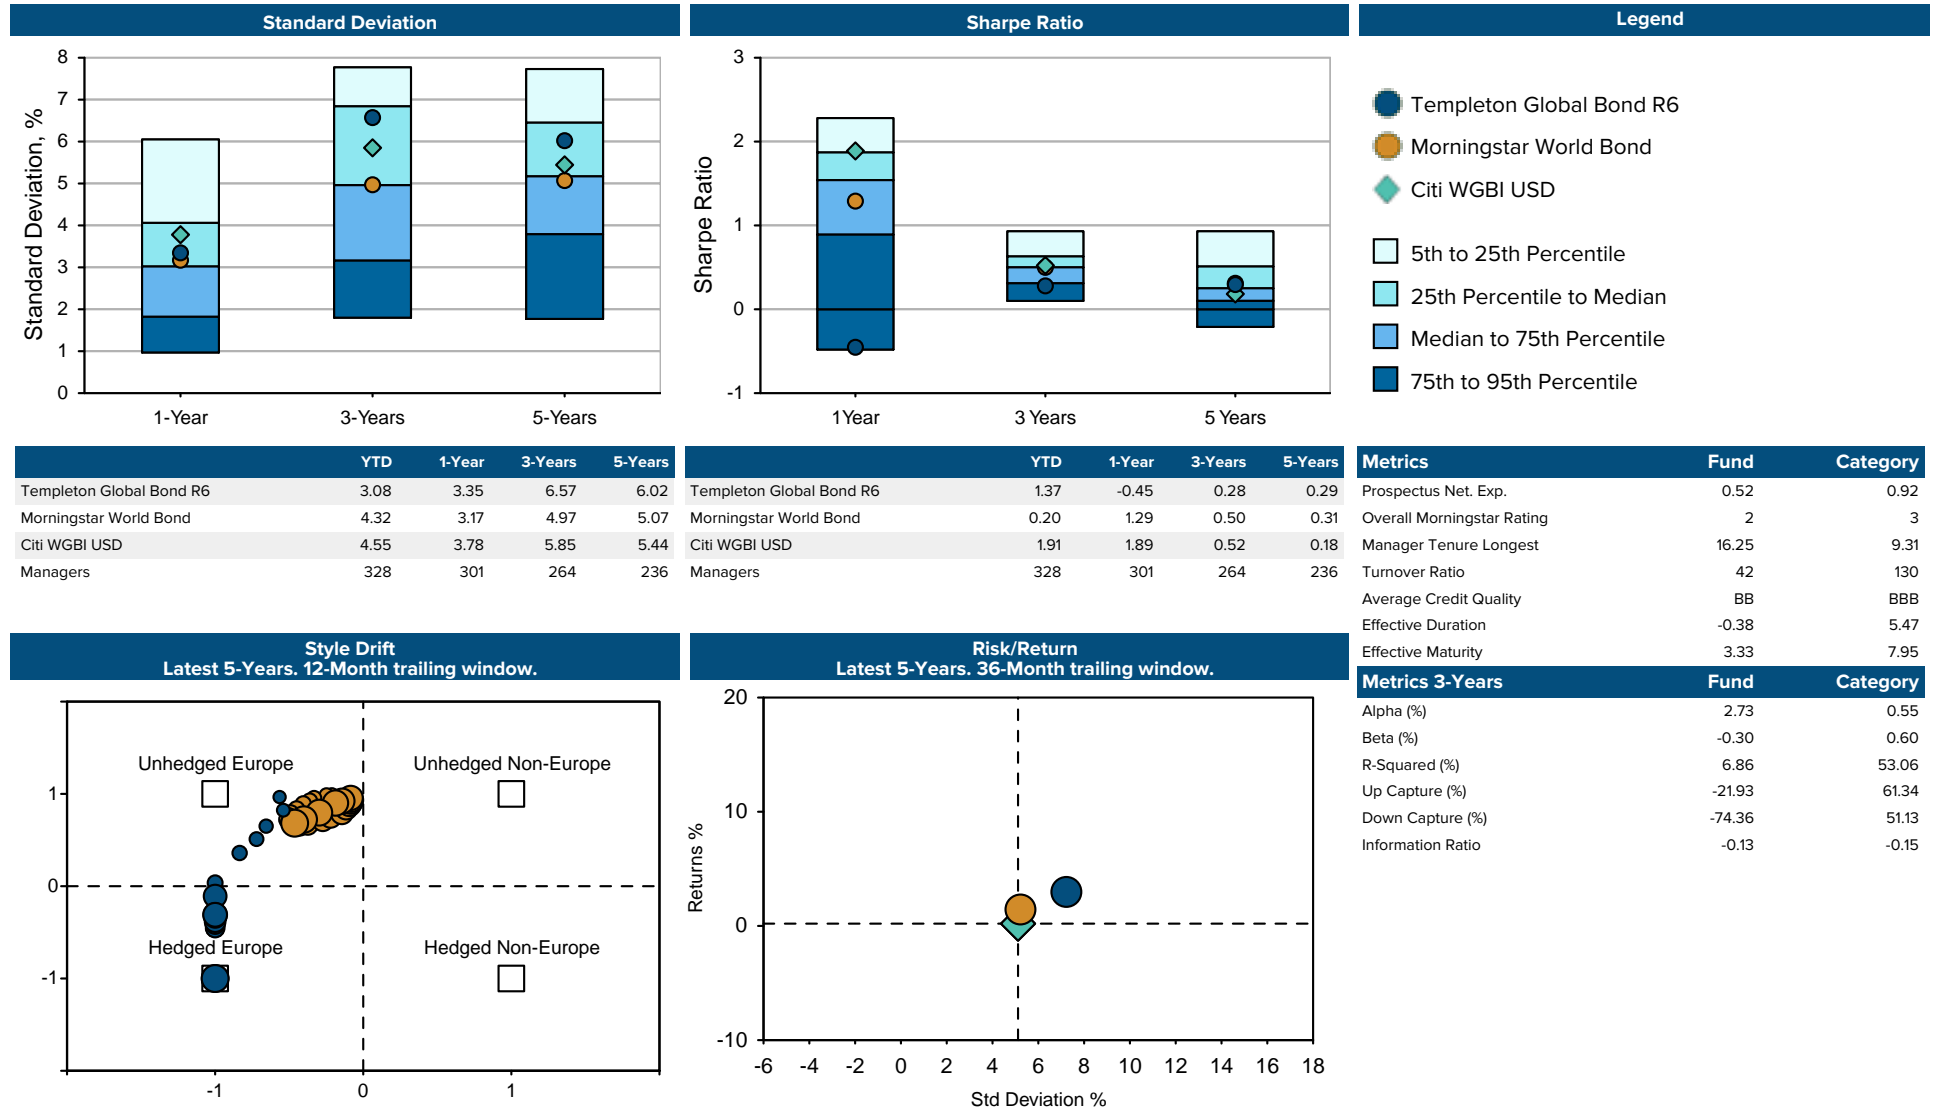 Standard Deviation
8
7
6
5
4
3
2
1
0
Standard Deviation, %
1-Year 3-Years 5-Years
Sharpe Ratio
3
2
1
0
-1
Sharpe Ratio
1Year 3 Years 5 Years
Legend
Templeton Global Bond R6
Morningstar World Bond
Citi WGBI USD
5th to 25th Percentile
25th Percentile to Median
Median to 75th Percentile
75th to 95th Percentile
YTD 1-Year 3-Years 5-Years
Templeton Global Bond R6 3.08 3.35 6.57 6.02
Morningstar World Bond 4.32 3.17 4.97 5.07
Citi WGBI USD 4.55 3.78 5.85 5.44
Managers 328 301 264 236
YTD 1-Year 3-Years 5-Years
Templeton Global Bond R6 1.37 -0.45 0.28 0.29
Morningstar World Bond 0.20 1.29 0.50 0.31
Citi WGBI USD 1.91 1.89 0.52 0.18
Managers 328 301 264 236
Metrics Fund Category
Prospectus Net. Exp. 0.52 0.92
Overall Morningstar Rating 2 3
Manager Tenure Longest 16.25 9.31
Turnover Ratio 42 130
Average Credit Quality BB BBB
Effective Duration -0.38 5.47
Effective Maturity 3.33 7.95
Metrics 3-Years Fund Category
Alpha (%) 2.73 0.55
Beta (%) -0.30 0.60
R-Squared (%) 6.86 53.06
Up Capture (%) -21.93 61.34
Down Capture (%) -74.36 51.13
Information Ratio -0.13 -0.15
Style Drift
Latest 5-Years. 12-Month trailing window.
Unhedged Europe Unhedged Non-Europe
1
0
Hedged Europe Hedged Non-Europe
-1
-1 0 1
Risk/Return
Latest 5-Years. 36-Month trailing window.
20
10
0
-10
Returns %
-6 -4 -2 0 2 4 6 8 10 12 14 16 18
Std Deviation %